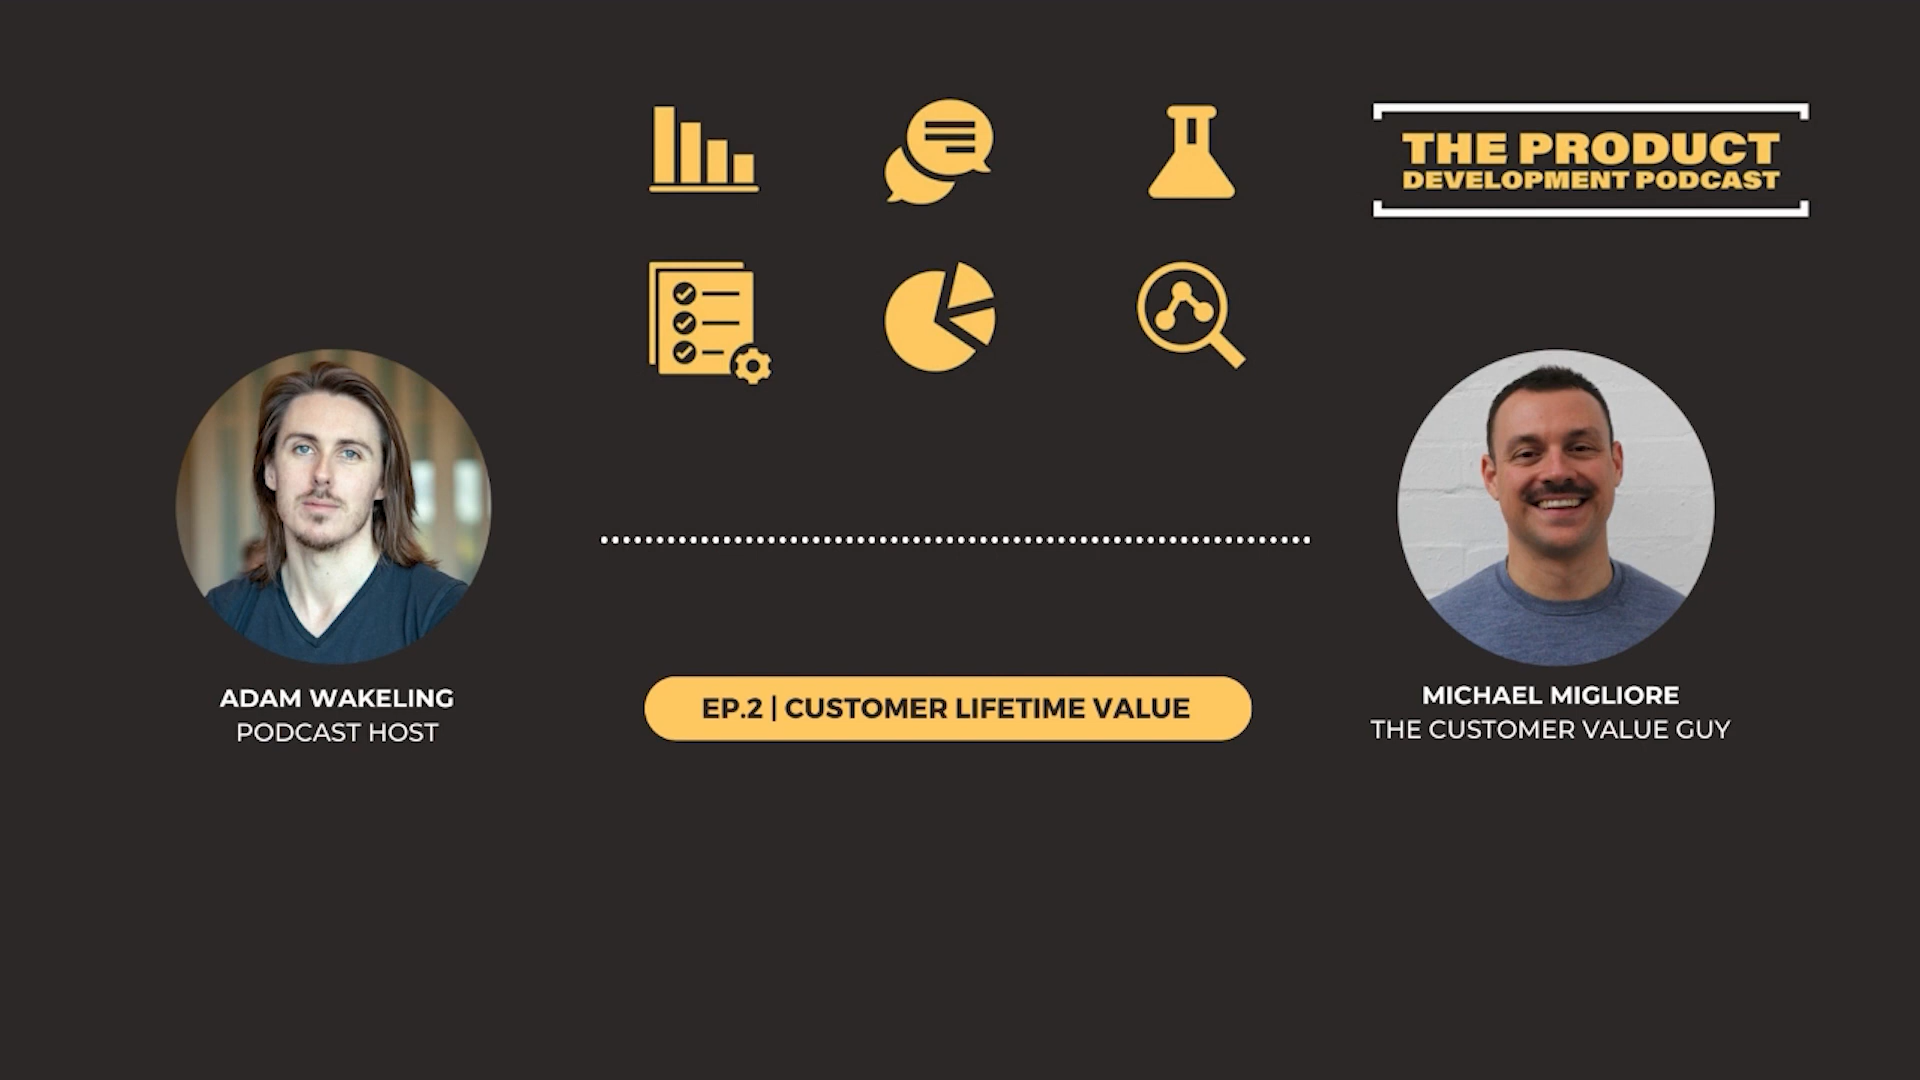 THE PRODUCT
DEVELOPMENT PODCAST
ADAM WAKELING
PODCAST HOST
EP.2 | CUSTOMER LIFETIME VALUE
MICHAEL MIGLIORE
THE CUSTOMER VALUE GUY